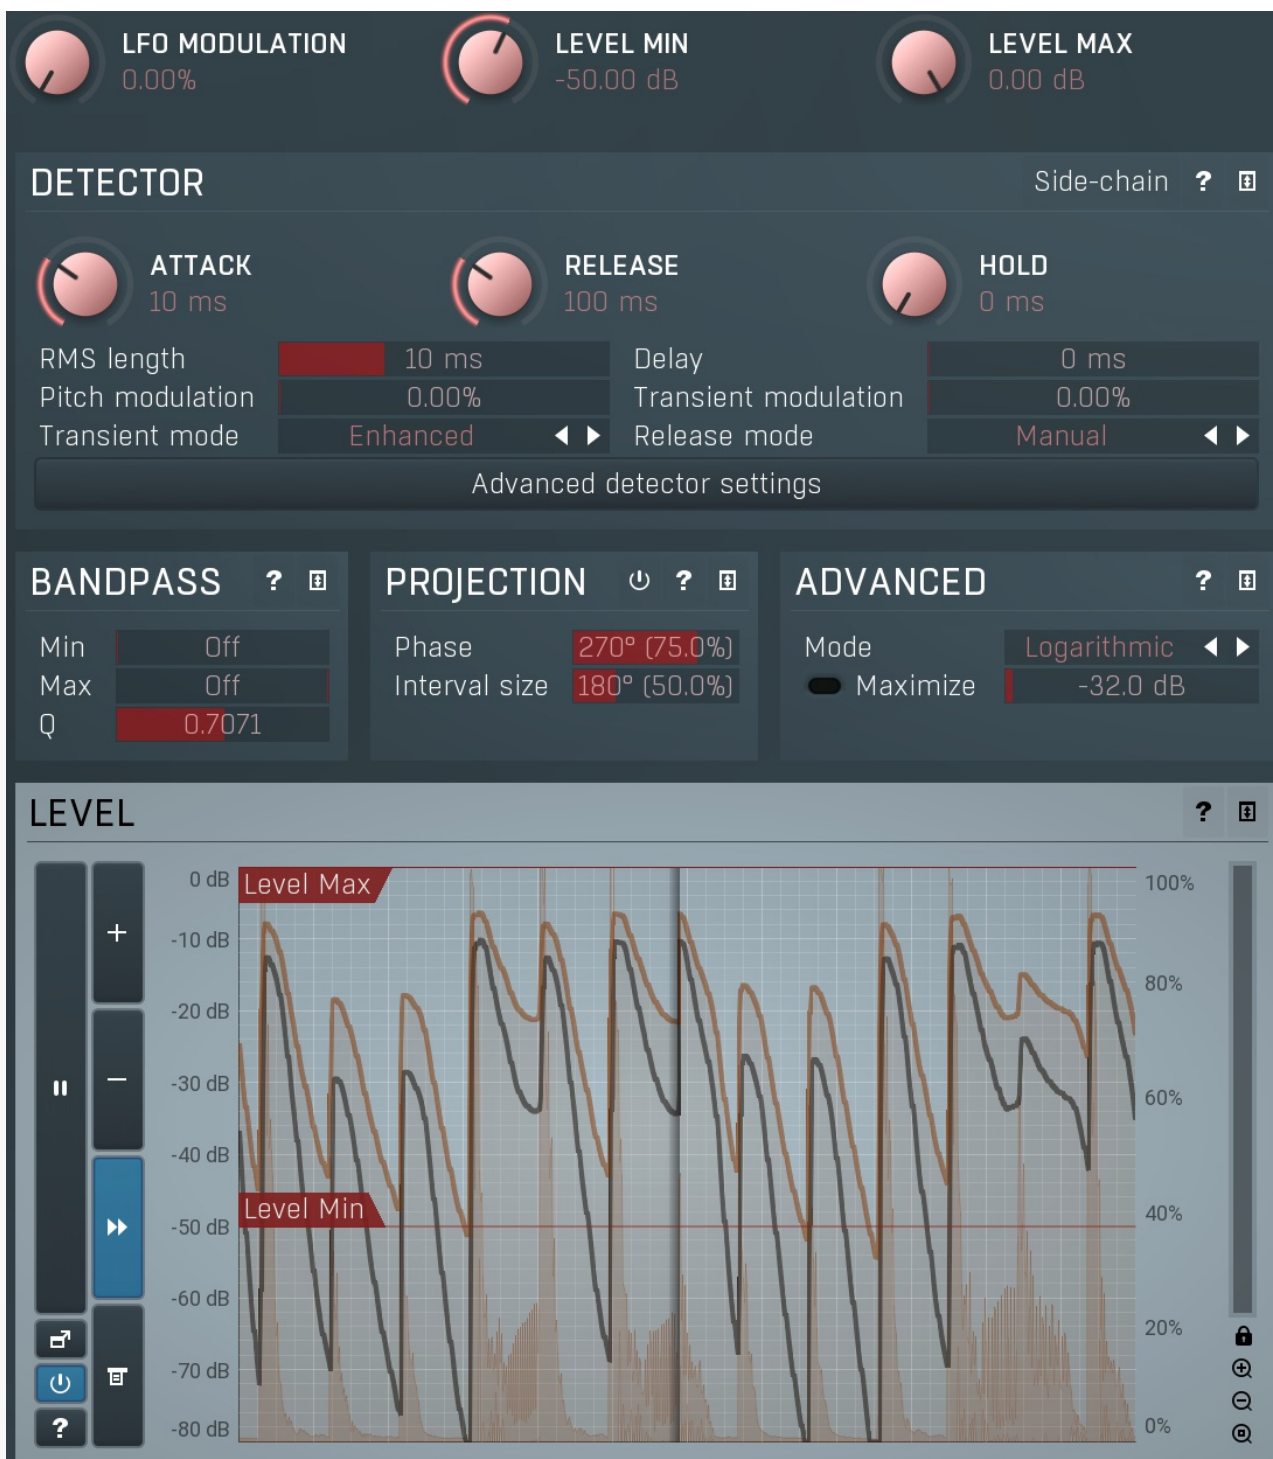 LFO MODULATION
0.00%
LEVEL MIN
-50.00 dB
LEVEL MAX
0.00 dB
DETECTOR
Side-chain ?
ATTACK
10 ms
RELEASE
100 ms
HOLD
0 ms
RMS length 10 ms
Delay 0 ms
Pitch modulation 0.00%
Transient modulation 0.00%
Transient mode Enhanced
Release mode Manual
Advanced detector settings
BANDPASS ?
Min Off
Max Off
Q 0.7071
PROJECTION ?
Phase 270° (75.0%)
Interval size 180° (50.0%)
ADVANCED ?
Mode Logarithmic
Maximize -32.0 dB
LEVEL ?
+
-
?
0 dB
-10 dB
-20 dB
-30 dB
-40 dB
-50 dB
-60 dB
-70 dB
-80 dB
Level Max
Level Min
100%
80%
60%
40%
20%
0%